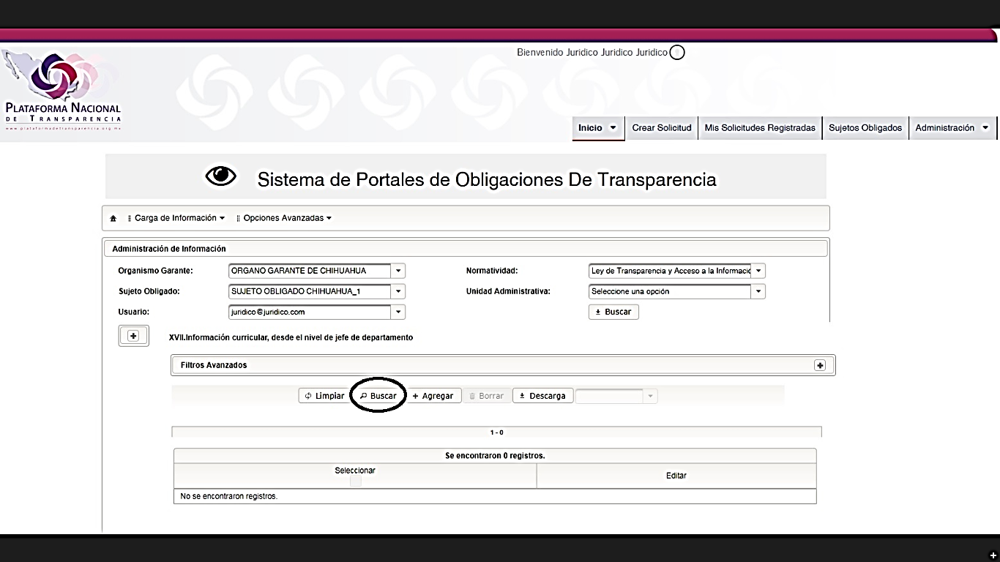 Bienvenido Juridico Juridico Juridico
PLATAFORMA NACIONAL
DE TRANSPARENCIA
www.plataformadetransparencia.org.mx
Inicio
Crear Solicitud
Mis Solicitudes Registradas
Sujetos Obligados
Administración
Sistema de Portales de Obligaciones De Transparencia
Carga de Información
Opciones Avanzadas
Administración de Información
Organismo Garante:
ORGANO GARANTE DE CHIHUAHUA
Normatividad:
Ley de Transparencia y Acceso a la Informació
Sujeto Obligado:
SUJETO OBLIGADO CHIHUAHUA_1
Unidad Administrativa:
Seleccione una opción
Usuario:
juridico@juridico.com
Buscar
XVII.Información curricular, desde el nivel de jefe de departamento
Filtros Avanzados
Limpiar
Buscar
Agregar
Borrar
Descarga
1 - 0
Se encontraron 0 registros.
Seleccionar
Editar
No se encontraron registros.